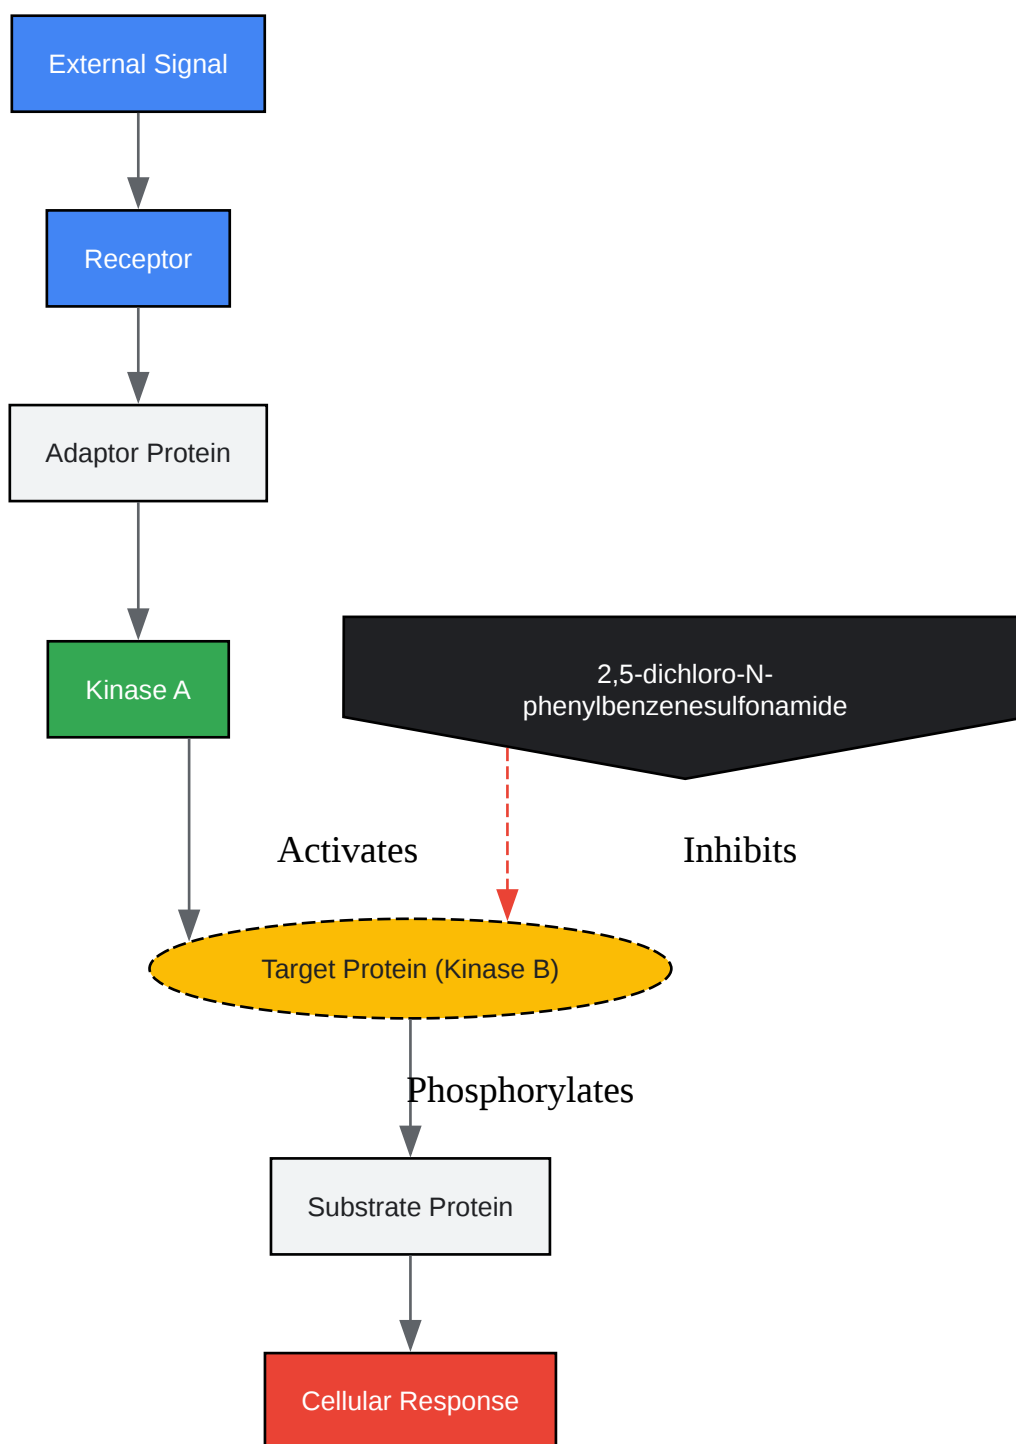 External Signal
Receptor
Adaptor Protein
Kinase A
2,5-dichloro-N-
phenylbenzenesulfonamide
Activates
Inhibits
Target Protein (Kinase B)
Phosphorylates
Substrate Protein
Cellular Response